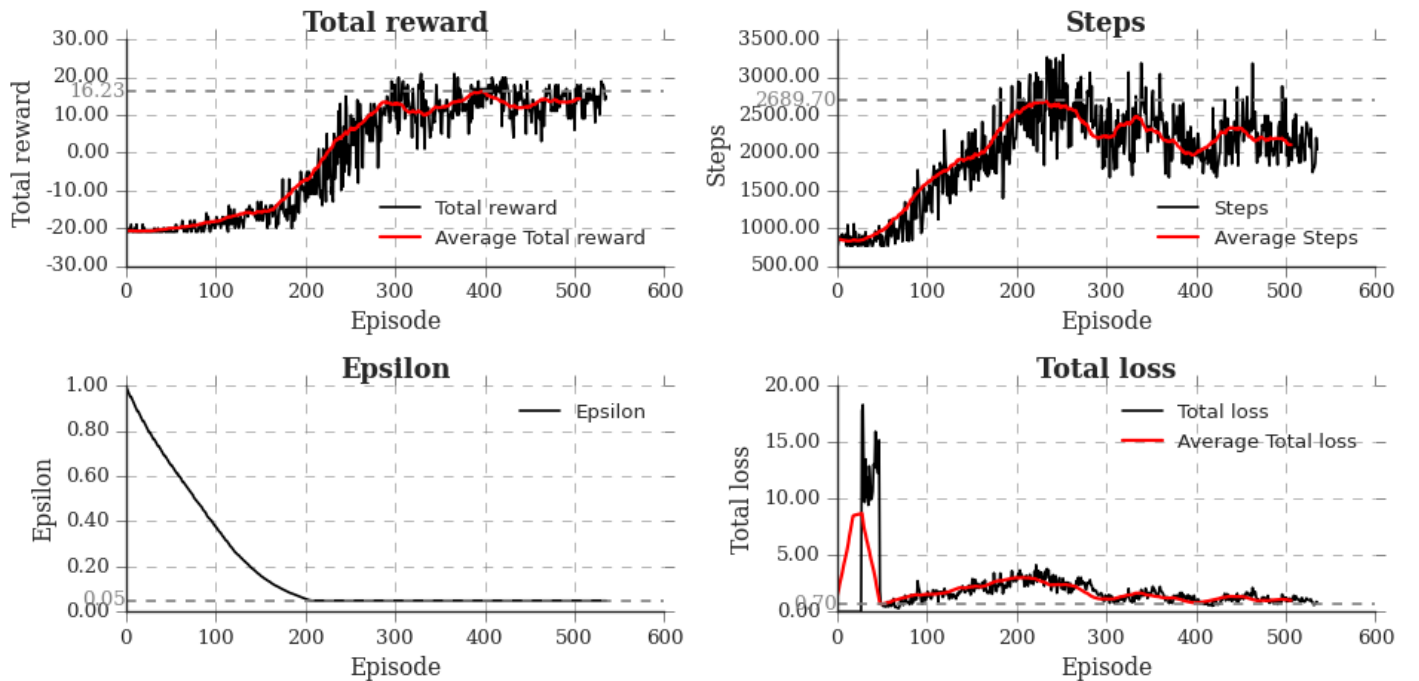 Total reward
30.00
20.00
16.23
10.00
0.00
-10.00
-20.00
-30.00
Total reward
Total reward
Average Total reward
0 100 200 300 400 500 600
Episode
Steps
3500.00
3000.00
2689.70
2500.00
2000.00
1500.00
1000.00
500.00
Steps
Steps
Average Steps
0 100 200 300 400 500 600
Episode
Epsilon
1.00
0.80
0.60
0.40
0.20
0.05
0.00
Epsilon
Epsilon
0 100 200 300 400 500 600
Episode
Total loss
20.00
15.00
10.00
5.00
0.70
0.00
Total loss
Total loss
Average Total loss
0 100 200 300 400 500 600
Episode